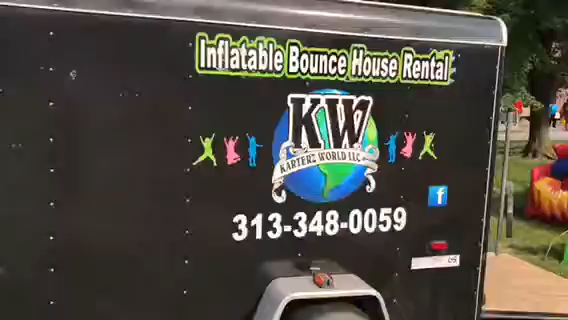 Inflatable Bounce House Rental
KW
KARTERZ WORLD LLC
313-348-0059
f